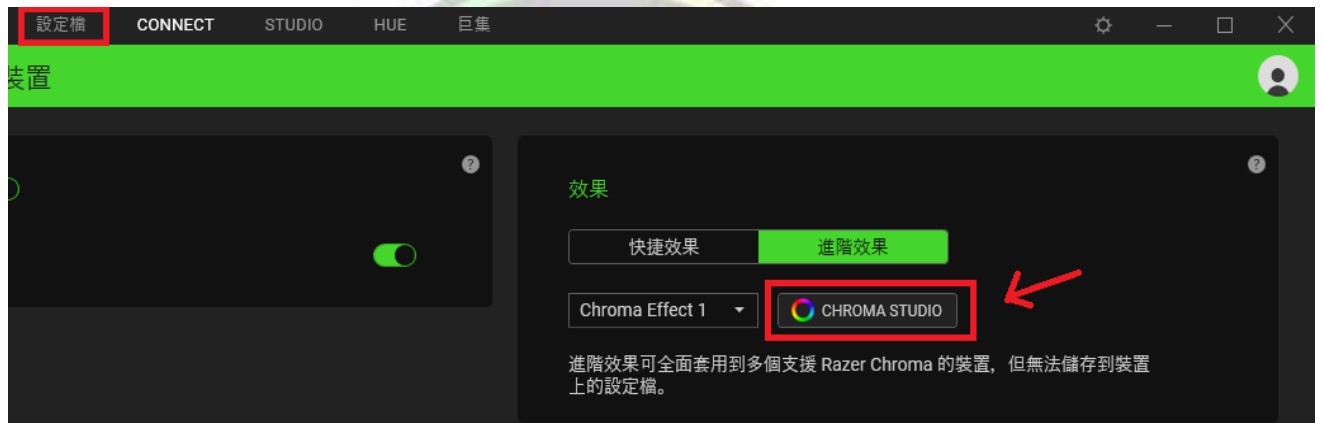 設定檔 CONNECT STUDIO HUE 巨集
裝置
效果
快捷效果 進階效果
Chroma Effect 1 CHROMA STUDIO
進階效果可全面套用到多個支援 Razer Chroma 的裝置，但無法儲存到裝置
上的設定檔。